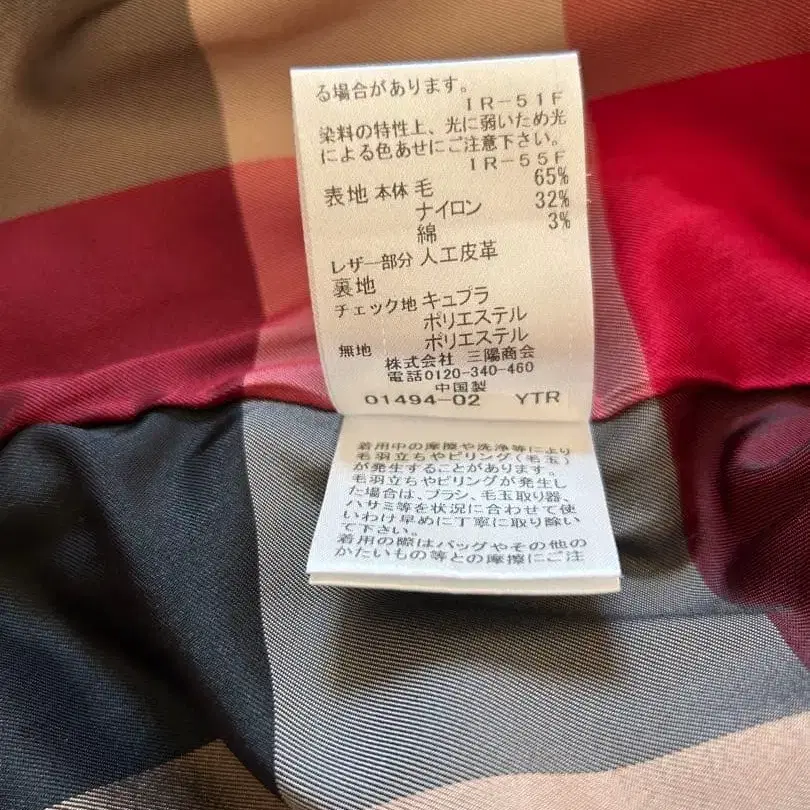 る場合があります。
IR-51F
染料の特性上、光に弱いため光
による色あせにご注意下さい。
IR-55F
表地 本体 毛 65%
ナイロン 32%
綿 3%
レザー部分 人工皮革
裏地
チェック地 キュプラ
ポリエステル
無地 ポリエステル
株式会社 三陽商会
電話0120-340-460
中国製
01494-02 YTR
着用中の摩擦や洗浄等により
毛羽立ちやピリング(毛玉)
が発生することがあります。
毛羽立ちやピリングが発生し
た場合は、ブラシ、毛玉取り器、
ハサミ等を状況に合わせて使
いわけ早めに丁寧に取り除い
て下さい。
着用の際はバッグやその他の
かたいもの等との摩擦にご注